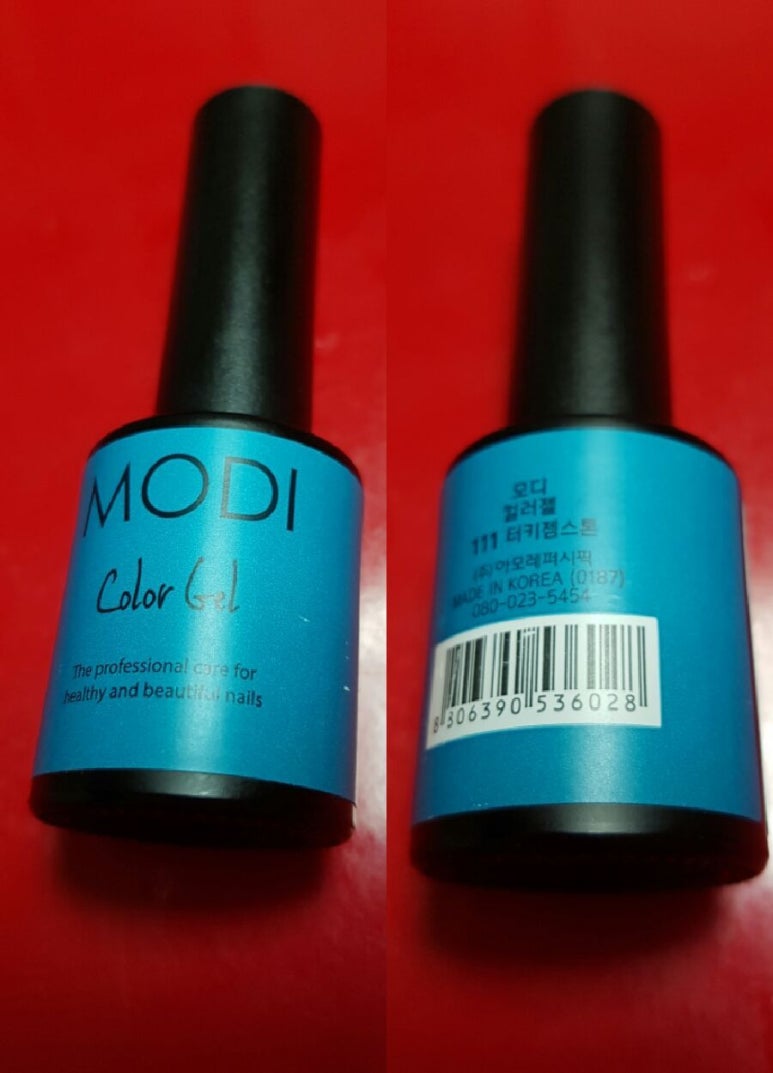 MODI
Color Gel
The professional care for
healthy and beautiful nails
모디
컬러젤
111 터키젬스톤
(주)아모레퍼시픽
MADE IN KOREA (0187)
080-023-5454
8 806390 536028